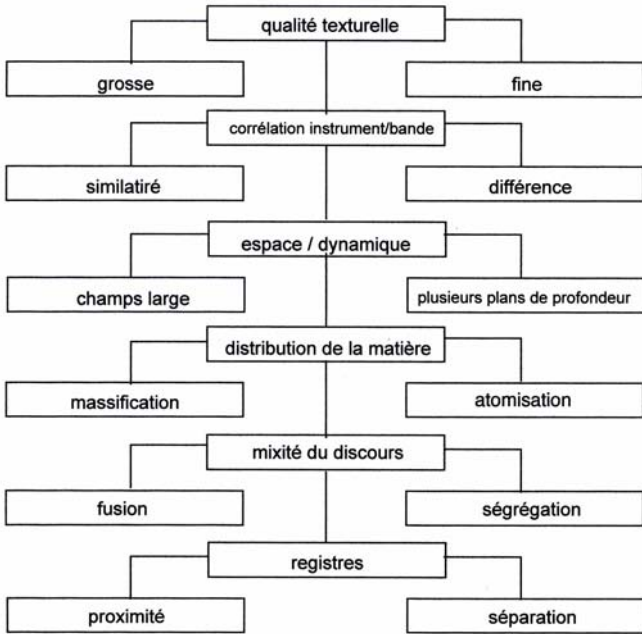 qualité texturelle
grosse
fine
corrélation instrument/bande
similatiré
différence
espace / dynamique
champs large
plusieurs plans de profondeur
distribution de la matière
massification
atomisation
mixité du discours
fusion
ségrégation
registres
proximité
séparation